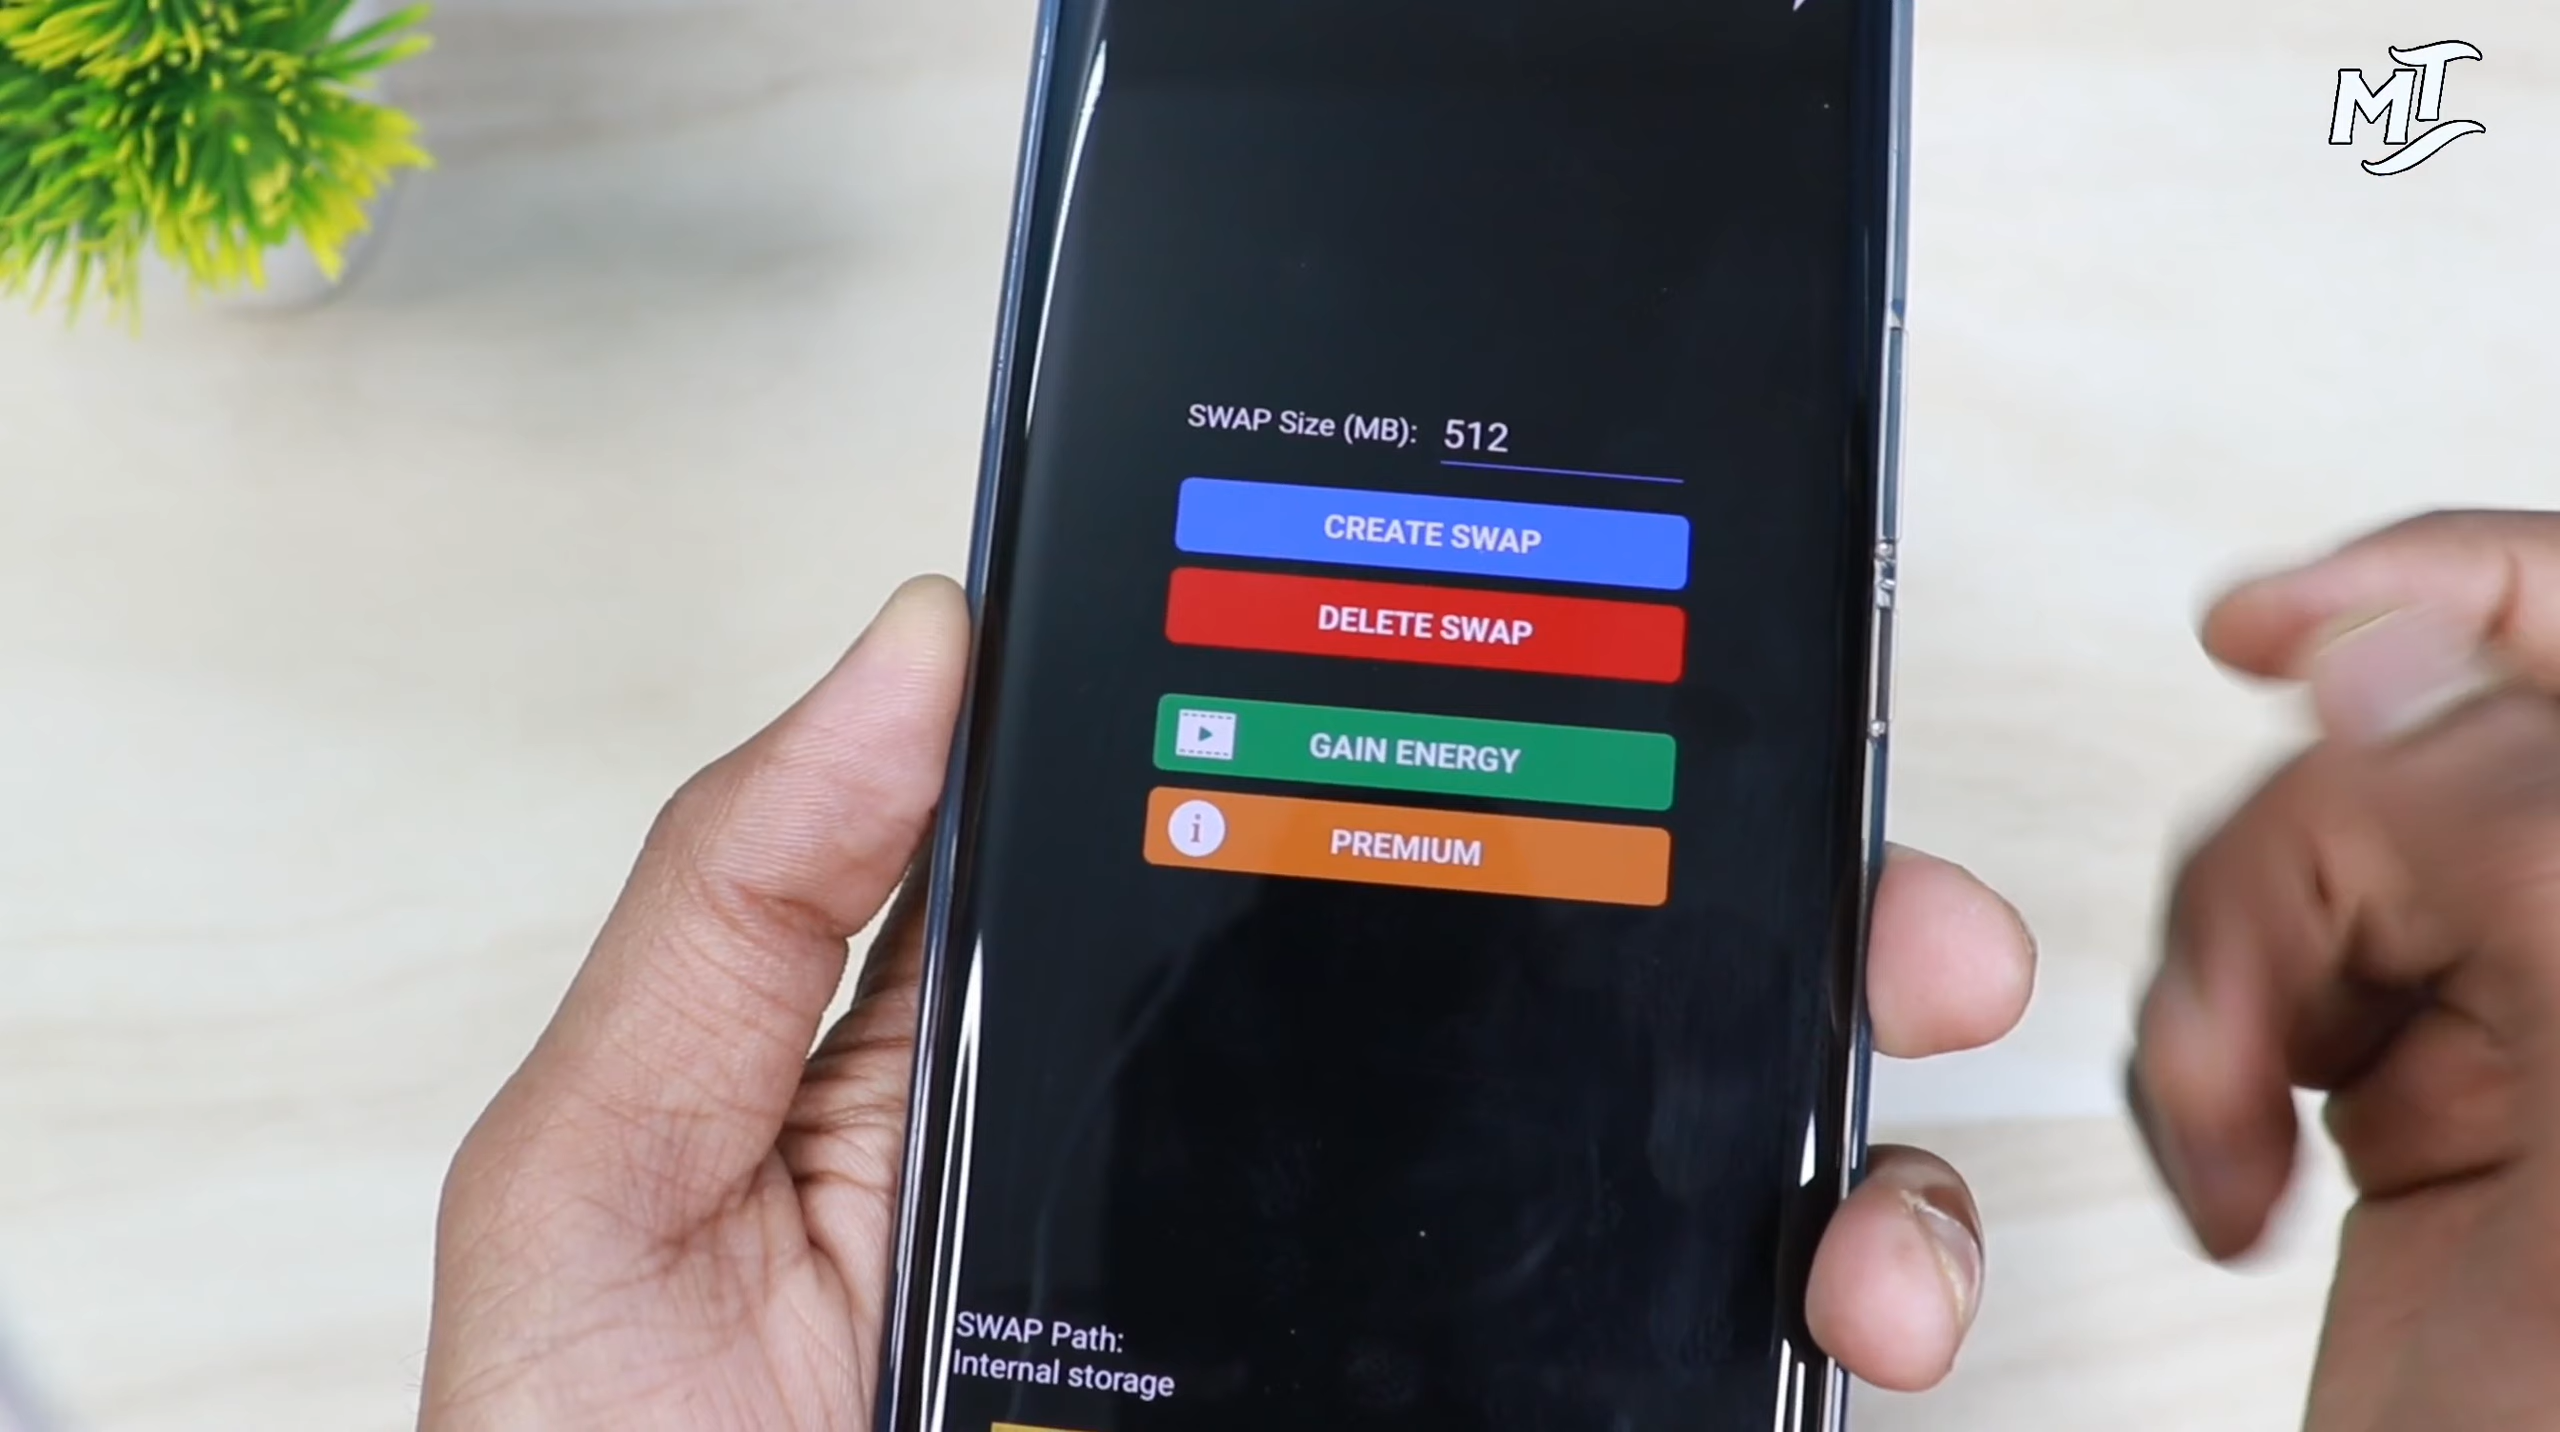 MT
SWAP Size (MB): 512
CREATE SWAP
DELETE SWAP
GAIN ENERGY
i PREMIUM
SWAP Path:
Internal storage